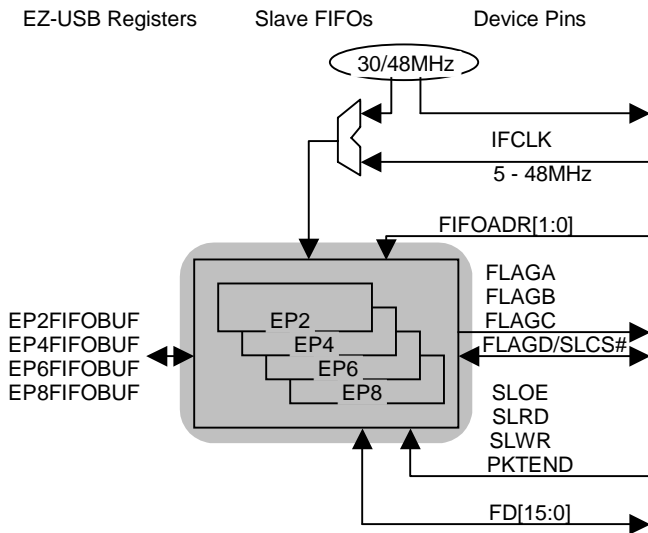 EZ-USB Registers
Slave FIFOs
Device Pins
30/48MHz
IFCLK
5 - 48MHz
FIFOADR[1:0]
FLAGA
FLAGB
FLAGC
FLAGD/SLCS#
EP2FIFOBUF
EP4FIFOBUF
EP6FIFOBUF
EP8FIFOBUF
EP2
EP4
EP6
EP8
SLOE
SLRD
SLWR
PKTEND
FD[15:0]